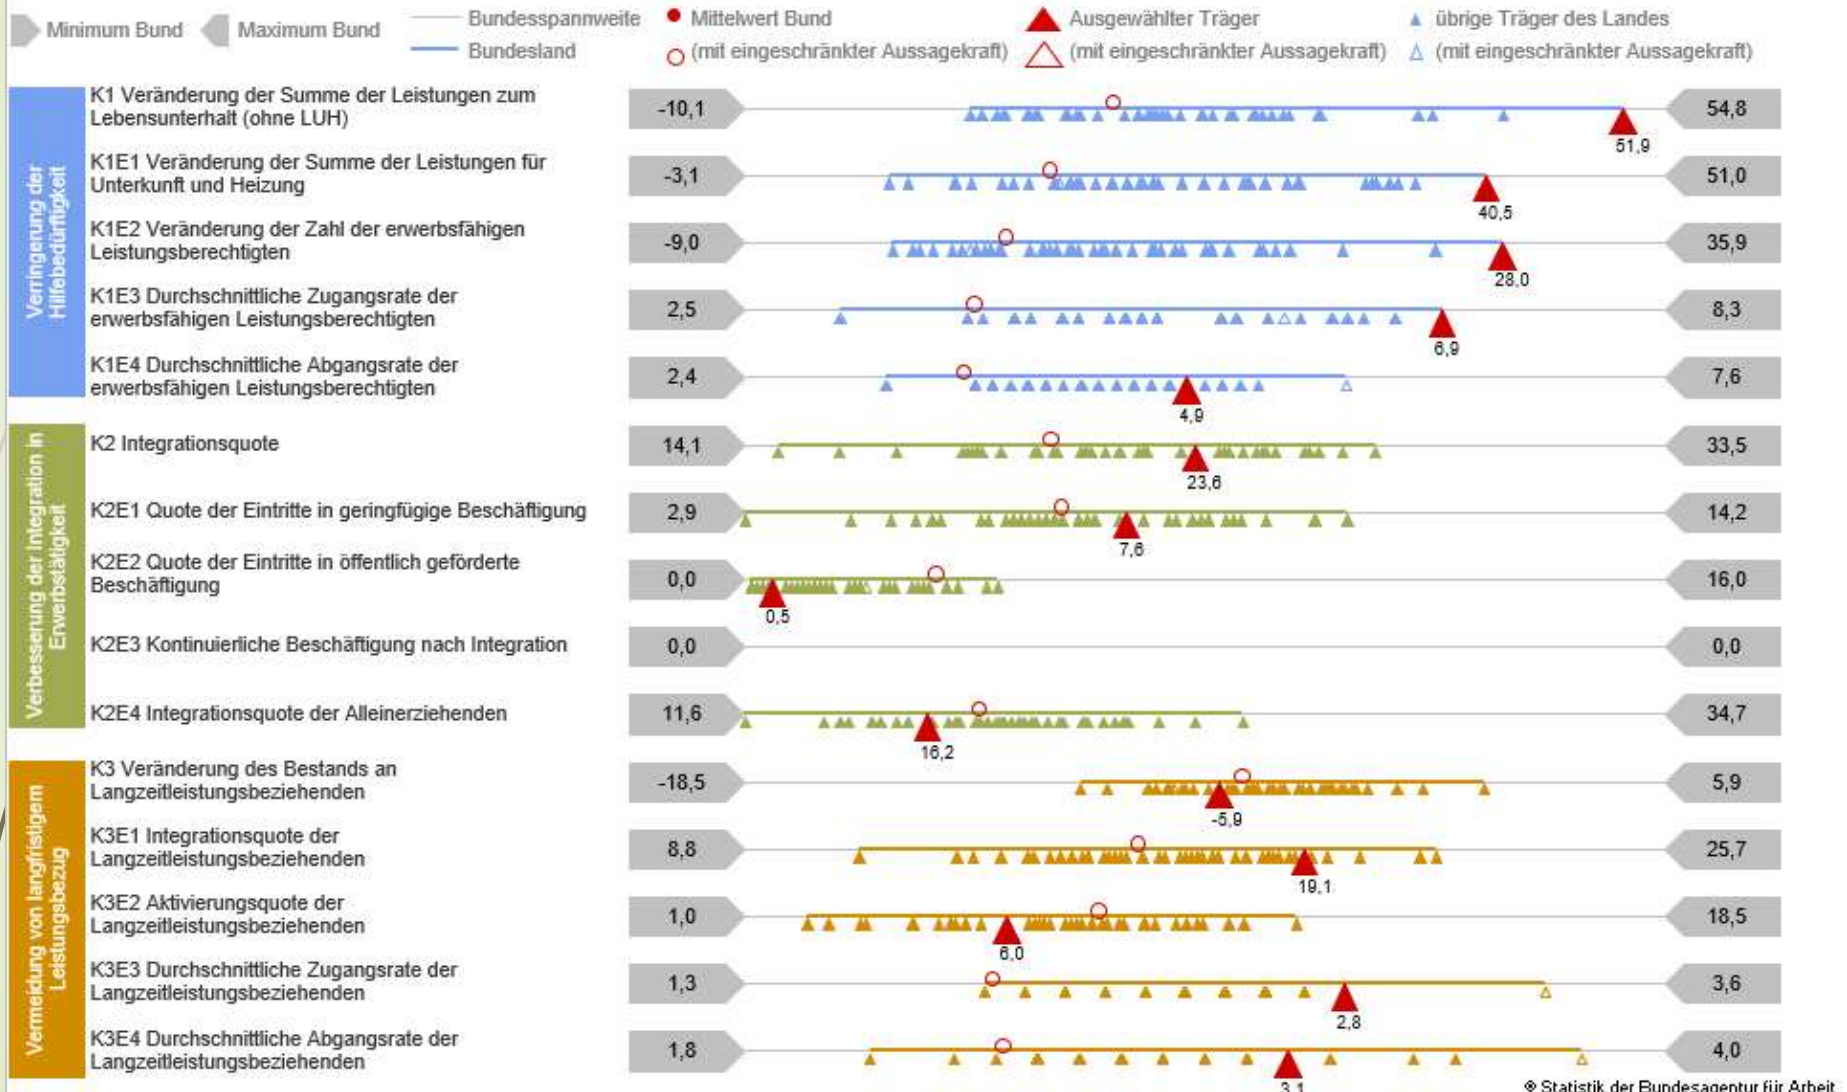 Minimum Bund Maximum Bund
Bundesspannweite
Bundesland
Mittelwert Bund
(mit eingeschränkter Aussagekraft)
Ausgewählter Träger
(mit eingeschränkter Aussagekraft)
übrige Träger des Landes
(mit eingeschränkter Aussagekraft)
Verringerung der
Hilfebedürftigkeit
K1 Veränderung der Summe der Leistungen zum
Lebensunterhalt (ohne LUH)
-10,1 54,8
51,9
K1E1 Veränderung der Summe der Leistungen für
Unterkunft und Heizung
-3,1 51,0
40,5
K1E2 Veränderung der Zahl der erwerbsfähigen
Leistungsberechtigten
-9,0 35,9
28,0
K1E3 Durchschnittliche Zugangsrate der
erwerbsfähigen Leistungsberechtigten
2,5 8,3
6,9
K1E4 Durchschnittliche Abgangsrate der
erwerbsfähigen Leistungsberechtigten
2,4 7,6
4,9
Verbesserung der Integration in
Erwerbstätigkeit
K2 Integrationsquote
14,1 33,5
23,6
K2E1 Quote der Eintritte in geringfügige Beschäftigung
2,9 14,2
7,6
K2E2 Quote der Eintritte in öffentlich geförderte
Beschäftigung
0,0 16,0
0,5
K2E3 Kontinuierliche Beschäftigung nach Integration
0,0 0,0
K2E4 Integrationsquote der Alleinerziehenden
11,6 34,7
16,2
Vermeidung von langfristigem
Leistungsbezug
K3 Veränderung des Bestands an
Langzeitleistungsbeziehenden
-18,5 5,9
-5,9
K3E1 Integrationsquote der
Langzeitleistungsbeziehenden
8,8 25,7
19,1
K3E2 Aktivierungsquote der
Langzeitleistungsbeziehenden
1,0 18,5
6,0
K3E3 Durchschnittliche Zugangsrate der
Langzeitleistungsbeziehenden
1,3 3,6
2,8
K3E4 Durchschnittliche Abgangsrate der
Langzeitleistungsbeziehenden
1,8 4,0
3,1
® Statistik der Bundesagentur für Arbeit